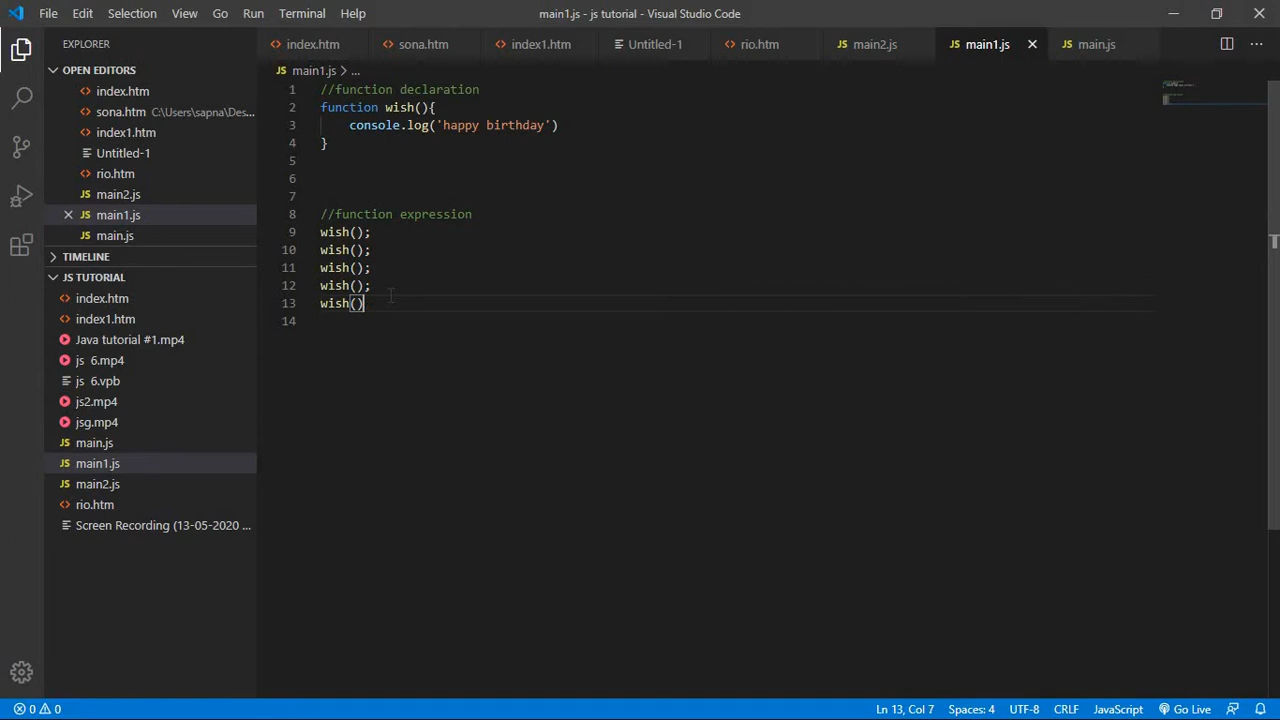 File Edit Selection View Go Run Terminal Help main1.js - js tutorial - Visual Studio Code
EXPLORER
index.htm sona.htm index1.htm Untitled-1 rio.htm main2.js main1.js main.js
OPEN EDITORS
index.htm
sona.htm C:\Users\sapna\Des...
index1.htm
Untitled-1
rio.htm
JS main2.js
JS main1.js
JS main.js
TIMELINE
JS TUTORIAL
index.htm
index1.htm
Java tutorial #1.mp4
js 6.mp4
js 6.vpb
js2.mp4
jsg.mp4
JS main.js
JS main1.js
JS main2.js
rio.htm
Screen Recording (13-05-2020 ...
JS main1.js > ...
1 //function declaration
2 function wish(){
3 console.log('happy birthday')
4 }
5
6
7
8 //function expression
9 wish();
10 wish();
11 wish();
12 wish();
13 wish()
14
0 0 Ln 13, Col 7 Spaces: 4 UTF-8 CRLF JavaScript Go Live